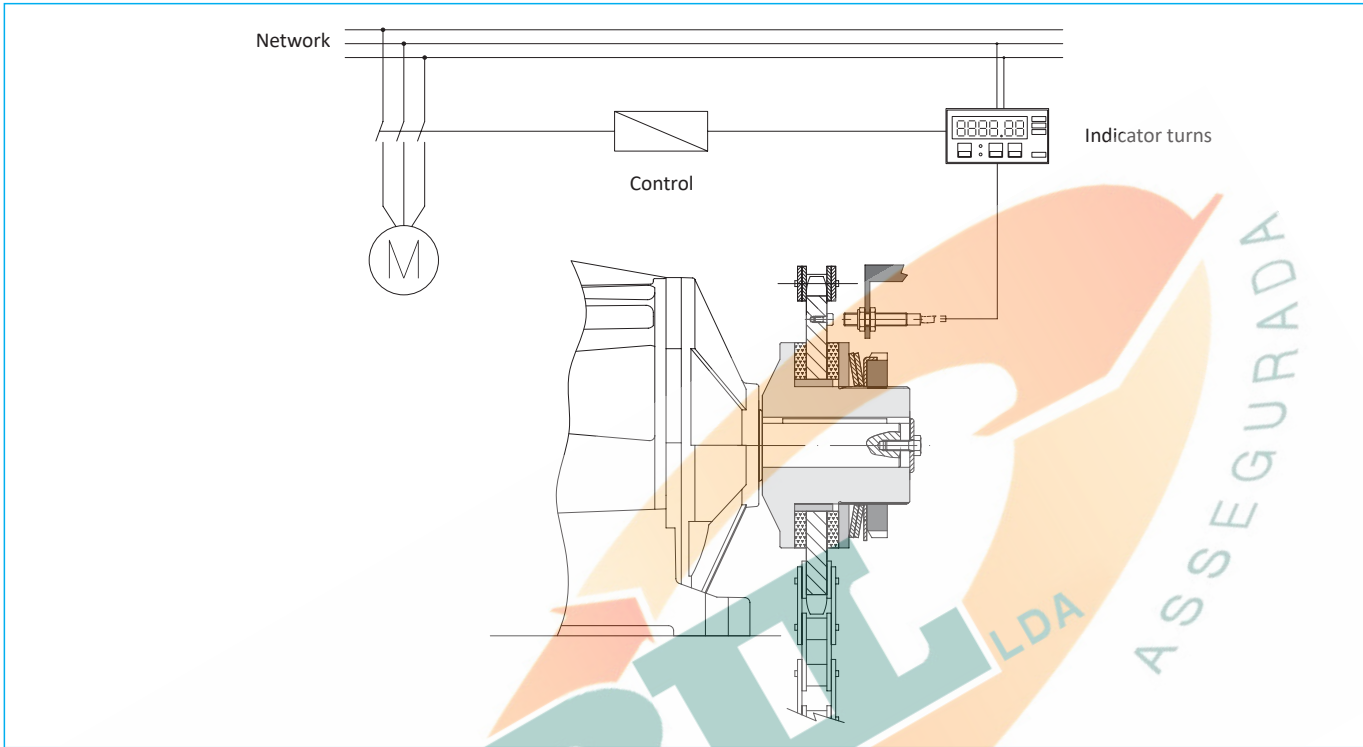 Network
8888.88
Indicator turns
Control
M
LDA
ASSEGURADA